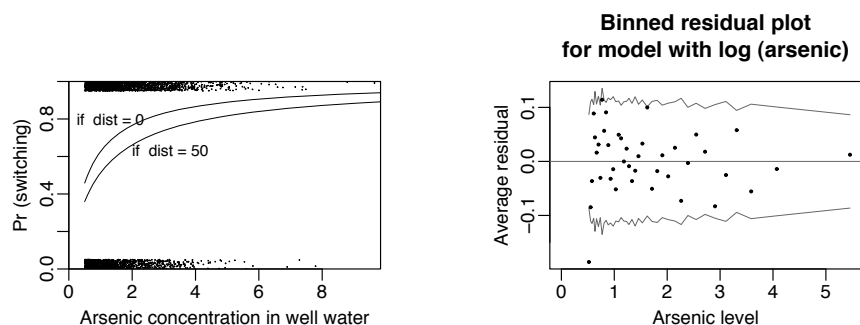 Binned residual plot
for model with log (arsenic)
Pr (switching)
0.0 0.4 0.8
if dist = 0
if dist = 50
0 2 4 6 8
Arsenic concentration in well water
Average residual
-0.1 0.0 0.1
0 1 2 3 4 5
Arsenic level